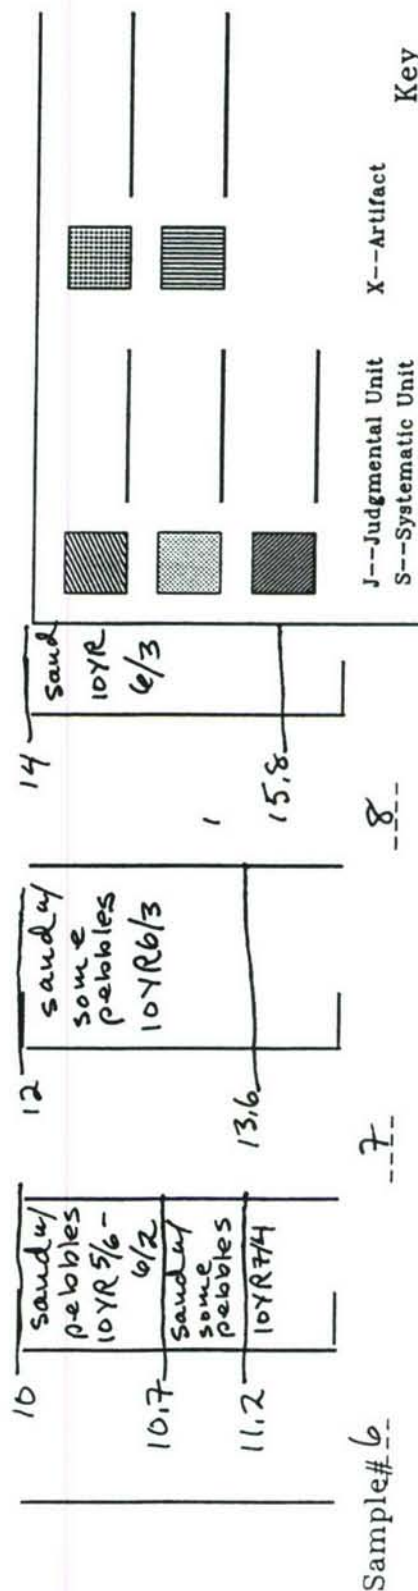 10
sand w/
pebbles
10YR 5/6-
6/2
10.7
sand w/
some
pebbles
11.2
10YR 7/4
Sample# 6
12
sand w/
some
pebbles
10YR 6/3
13.6
7
14
sand
10YR
6/3
15.8
8
J---Judgmental Unit
S---Systematic Unit
X---Artifact
Key